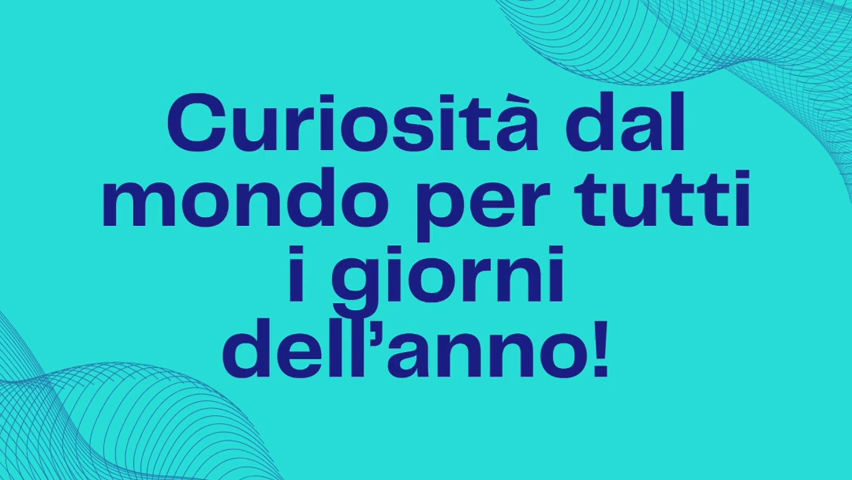 Curiosità dal
mondo per tutti
i giorni
dell’anno!